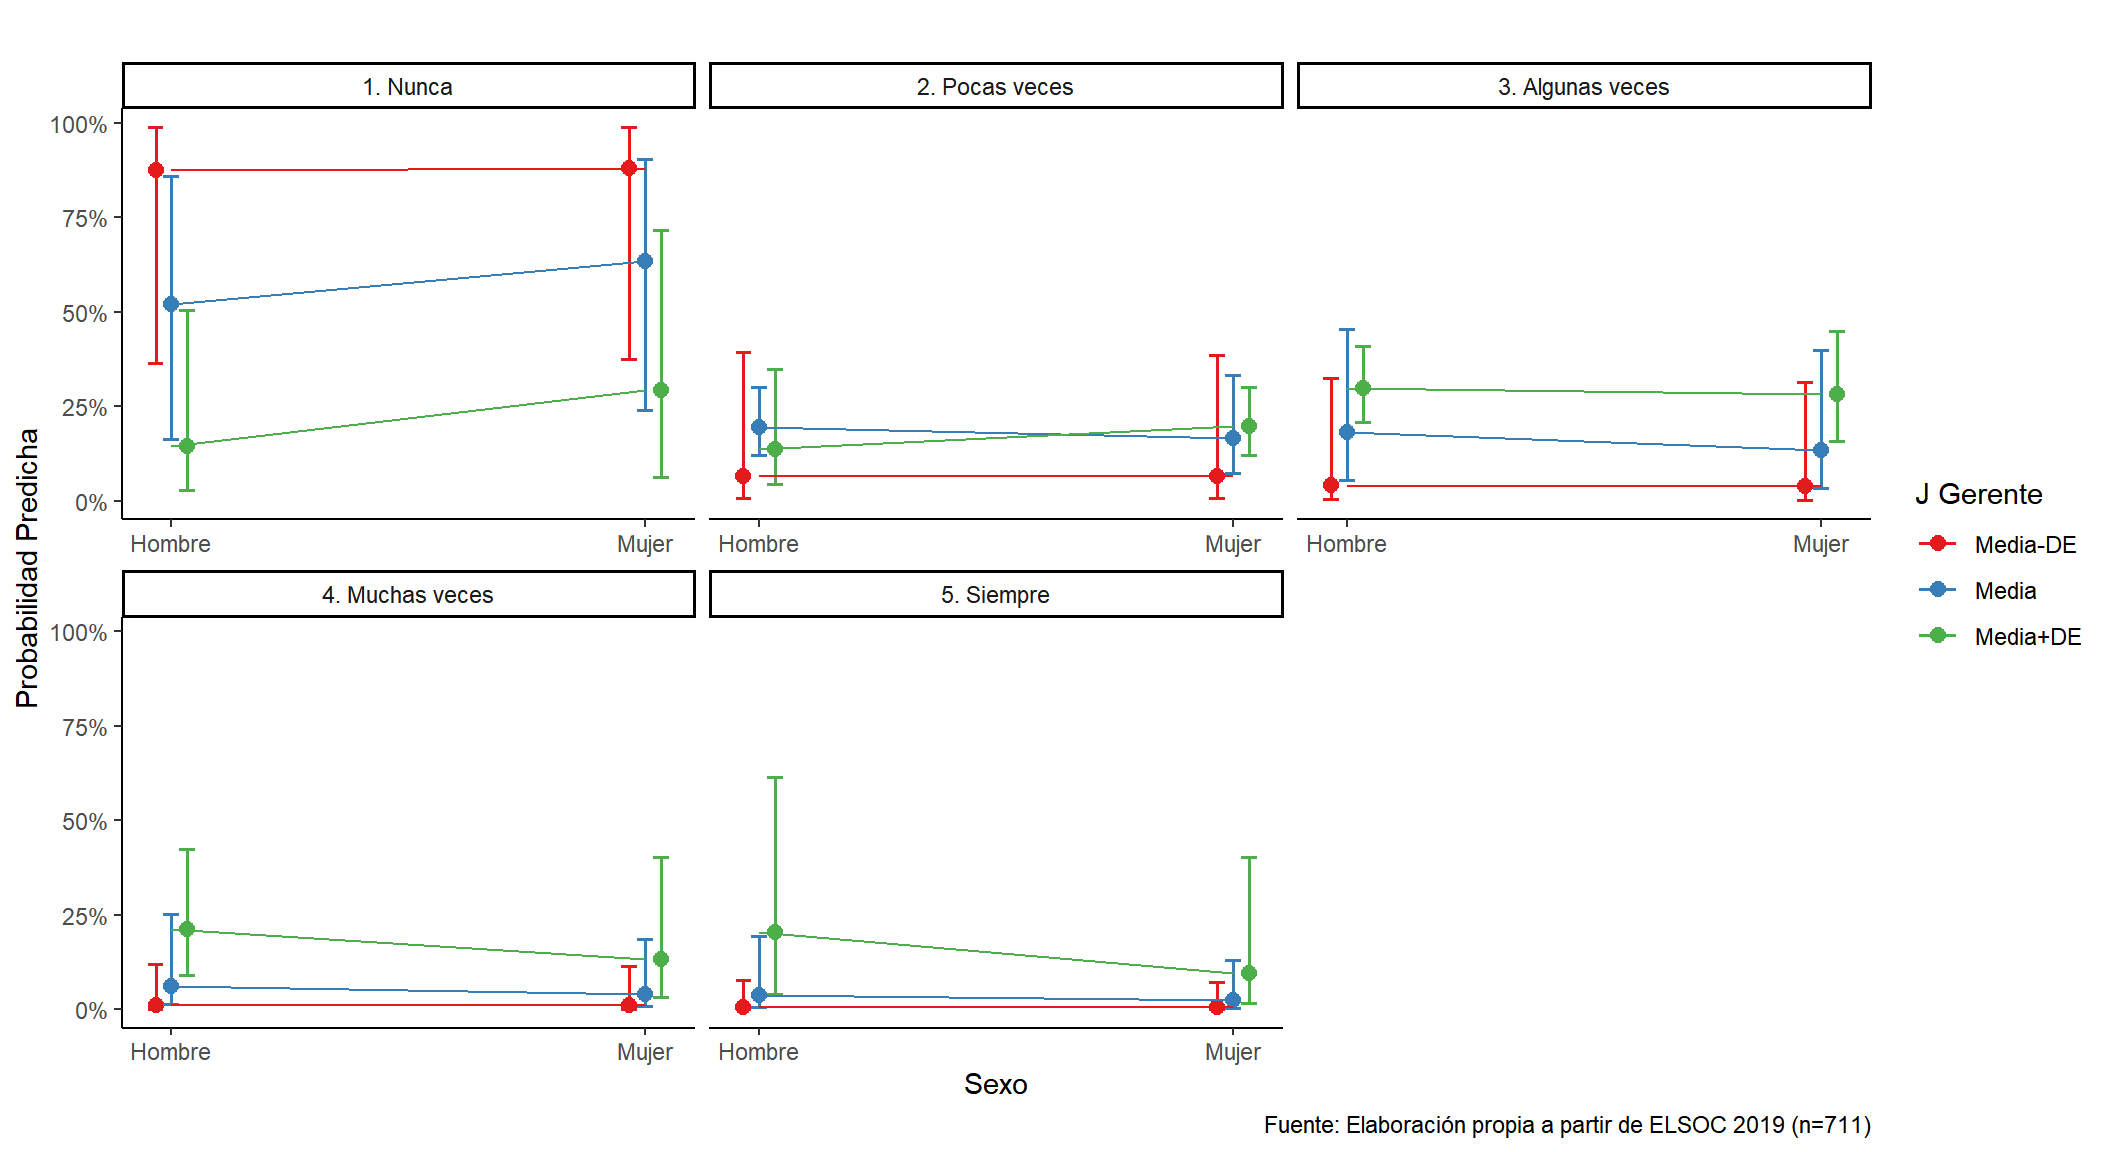 1. Nunca
2. Pocas veces
3. Algunas veces
100%
75%
50%
25%
0%
Hombre
Mujer
Hombre
Mujer
Hombre
Mujer
Probabilidad Predicha
4. Muchas veces
5. Siempre
100%
75%
50%
25%
0%
Hombre
Mujer
Hombre
Mujer
Sexo
J Gerente
Media-DE
Media
Media+DE
Fuente: Elaboración propia a partir de ELSOC 2019 (n=711)